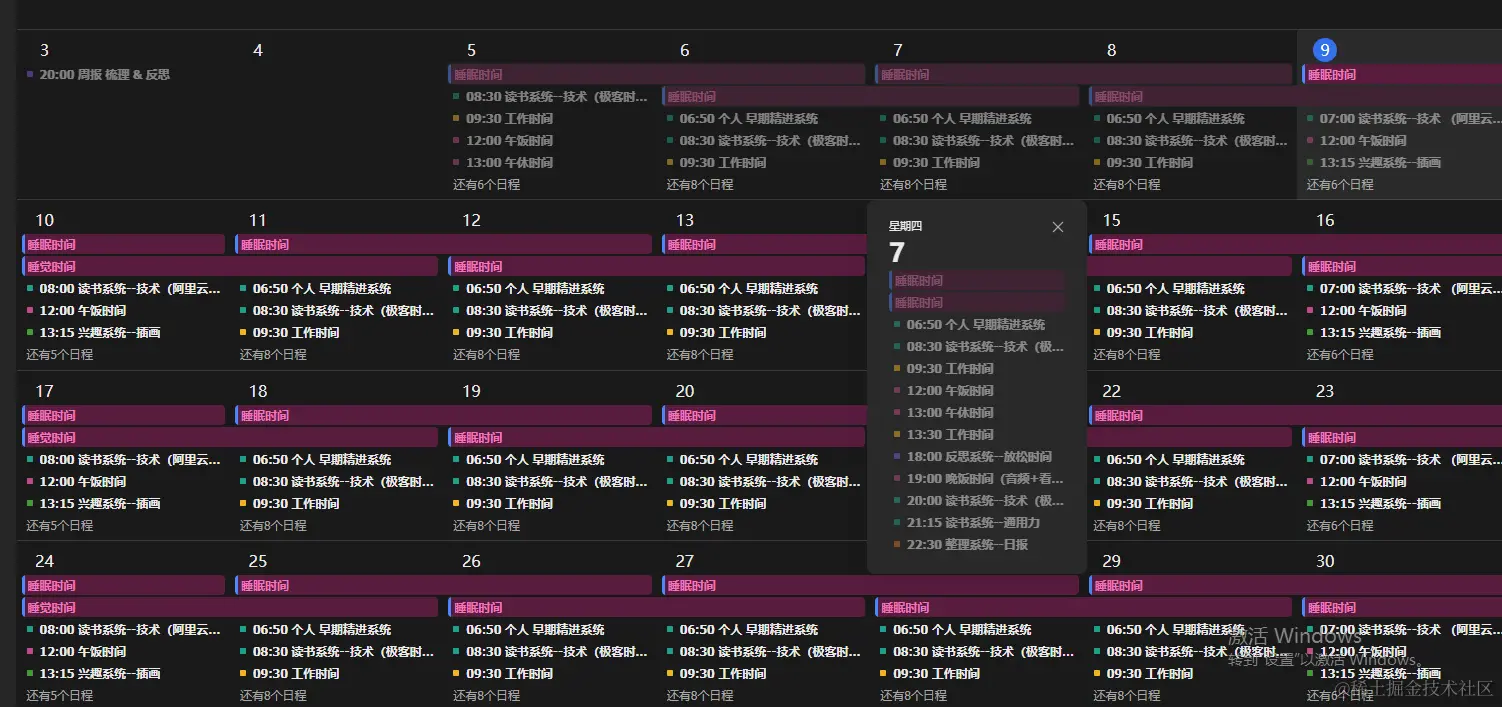 3
20:00 周报 梳理 & 反思
4
5
睡眠时间
08:30 读书系统--技术（极客时...
09:30 工作时间
12:00 午饭时间
13:00 午休时间
还有6个日程
6
睡眠时间
06:50 个人 早期精进系统
08:30 读书系统--技术（极客时...
09:30 工作时间
还有8个日程
7
睡眠时间
06:50 个人 早期精进系统
08:30 读书系统--技术（极客时...
09:30 工作时间
还有8个日程
8
睡眠时间
06:50 个人 早期精进系统
08:30 读书系统--技术（极客时...
09:30 工作时间
还有8个日程
9
睡眠时间
07:00 读书系统--技术 （阿里云...
12:00 午饭时间
13:15 兴趣系统--插画
还有6个日程
10
睡眠时间
睡觉时间
08:00 读书系统--技术（阿里云...
12:00 午饭时间
13:15 兴趣系统--插画
还有5个日程
11
睡眠时间
06:50 个人 早期精进系统
08:30 读书系统--技术（极客时...
09:30 工作时间
还有8个日程
12
睡眠时间
06:50 个人 早期精进系统
08:30 读书系统--技术（极客时...
09:30 工作时间
还有8个日程
13
睡眠时间
06:50 个人 早期精进系统
08:30 读书系统--技术（极客时...
09:30 工作时间
还有8个日程
星期四
7
睡眠时间
睡眠时间
06:50 个人 早期精进系统
08:30 读书系统--技术（极...
09:30 工作时间
12:00 午饭时间
13:00 午休时间
13:30 工作时间
18:00 反思系统--放松时间
19:00 晚饭时间（音频+看...
20:00 读书系统--技术（极...
21:15 读书系统--通用力
22:30 整理系统--日报
15
睡眠时间
06:50 个人 早期精进系统
08:30 读书系统--技术（极客时...
09:30 工作时间
还有8个日程
16
睡眠时间
07:00 读书系统--技术 （阿里云...
12:00 午饭时间
13:15 兴趣系统--插画
还有6个日程
17
睡眠时间
睡觉时间
08:00 读书系统--技术（阿里云...
12:00 午饭时间
13:15 兴趣系统--插画
还有5个日程
18
睡眠时间
06:50 个人 早期精进系统
08:30 读书系统--技术（极客时...
09:30 工作时间
还有8个日程
19
睡眠时间
06:50 个人 早期精进系统
08:30 读书系统--技术（极客时...
09:30 工作时间
还有8个日程
20
睡眠时间
06:50 个人 早期精进系统
08:30 读书系统--技术（极客时...
09:30 工作时间
还有8个日程
22
睡眠时间
06:50 个人 早期精进系统
08:30 读书系统--技术（极客时...
09:30 工作时间
还有8个日程
23
睡眠时间
07:00 读书系统--技术 （阿里云...
12:00 午饭时间
13:15 兴趣系统--插画
还有6个日程
24
睡眠时间
睡觉时间
08:00 读书系统--技术（阿里云...
12:00 午饭时间
13:15 兴趣系统--插画
还有5个日程
25
睡眠时间
06:50 个人 早期精进系统
08:30 读书系统--技术（极客时...
09:30 工作时间
还有8个日程
26
睡眠时间
06:50 个人 早期精进系统
08:30 读书系统--技术（极客时...
09:30 工作时间
还有8个日程
27
睡眠时间
06:50 个人 早期精进系统
08:30 读书系统--技术（极客时...
09:30 工作时间
还有8个日程
睡眠时间
06:50 个人 早期精进系统
08:30 读书系统--技术（极客时...
09:30 工作时间
还有8个日程
29
睡眠时间
06:50 个人 早期精进系统
08:30 读书系统--技术（极客时...
09:30 工作时间
还有8个日程
30
睡眠时间
07:00 读书系统--技术 （阿里云...
12:00 午饭时间
13:15 兴趣系统--插画
还有6个日程
激活 Windows
转到"设置"以激活 Windows。
@稀土掘金技术社区